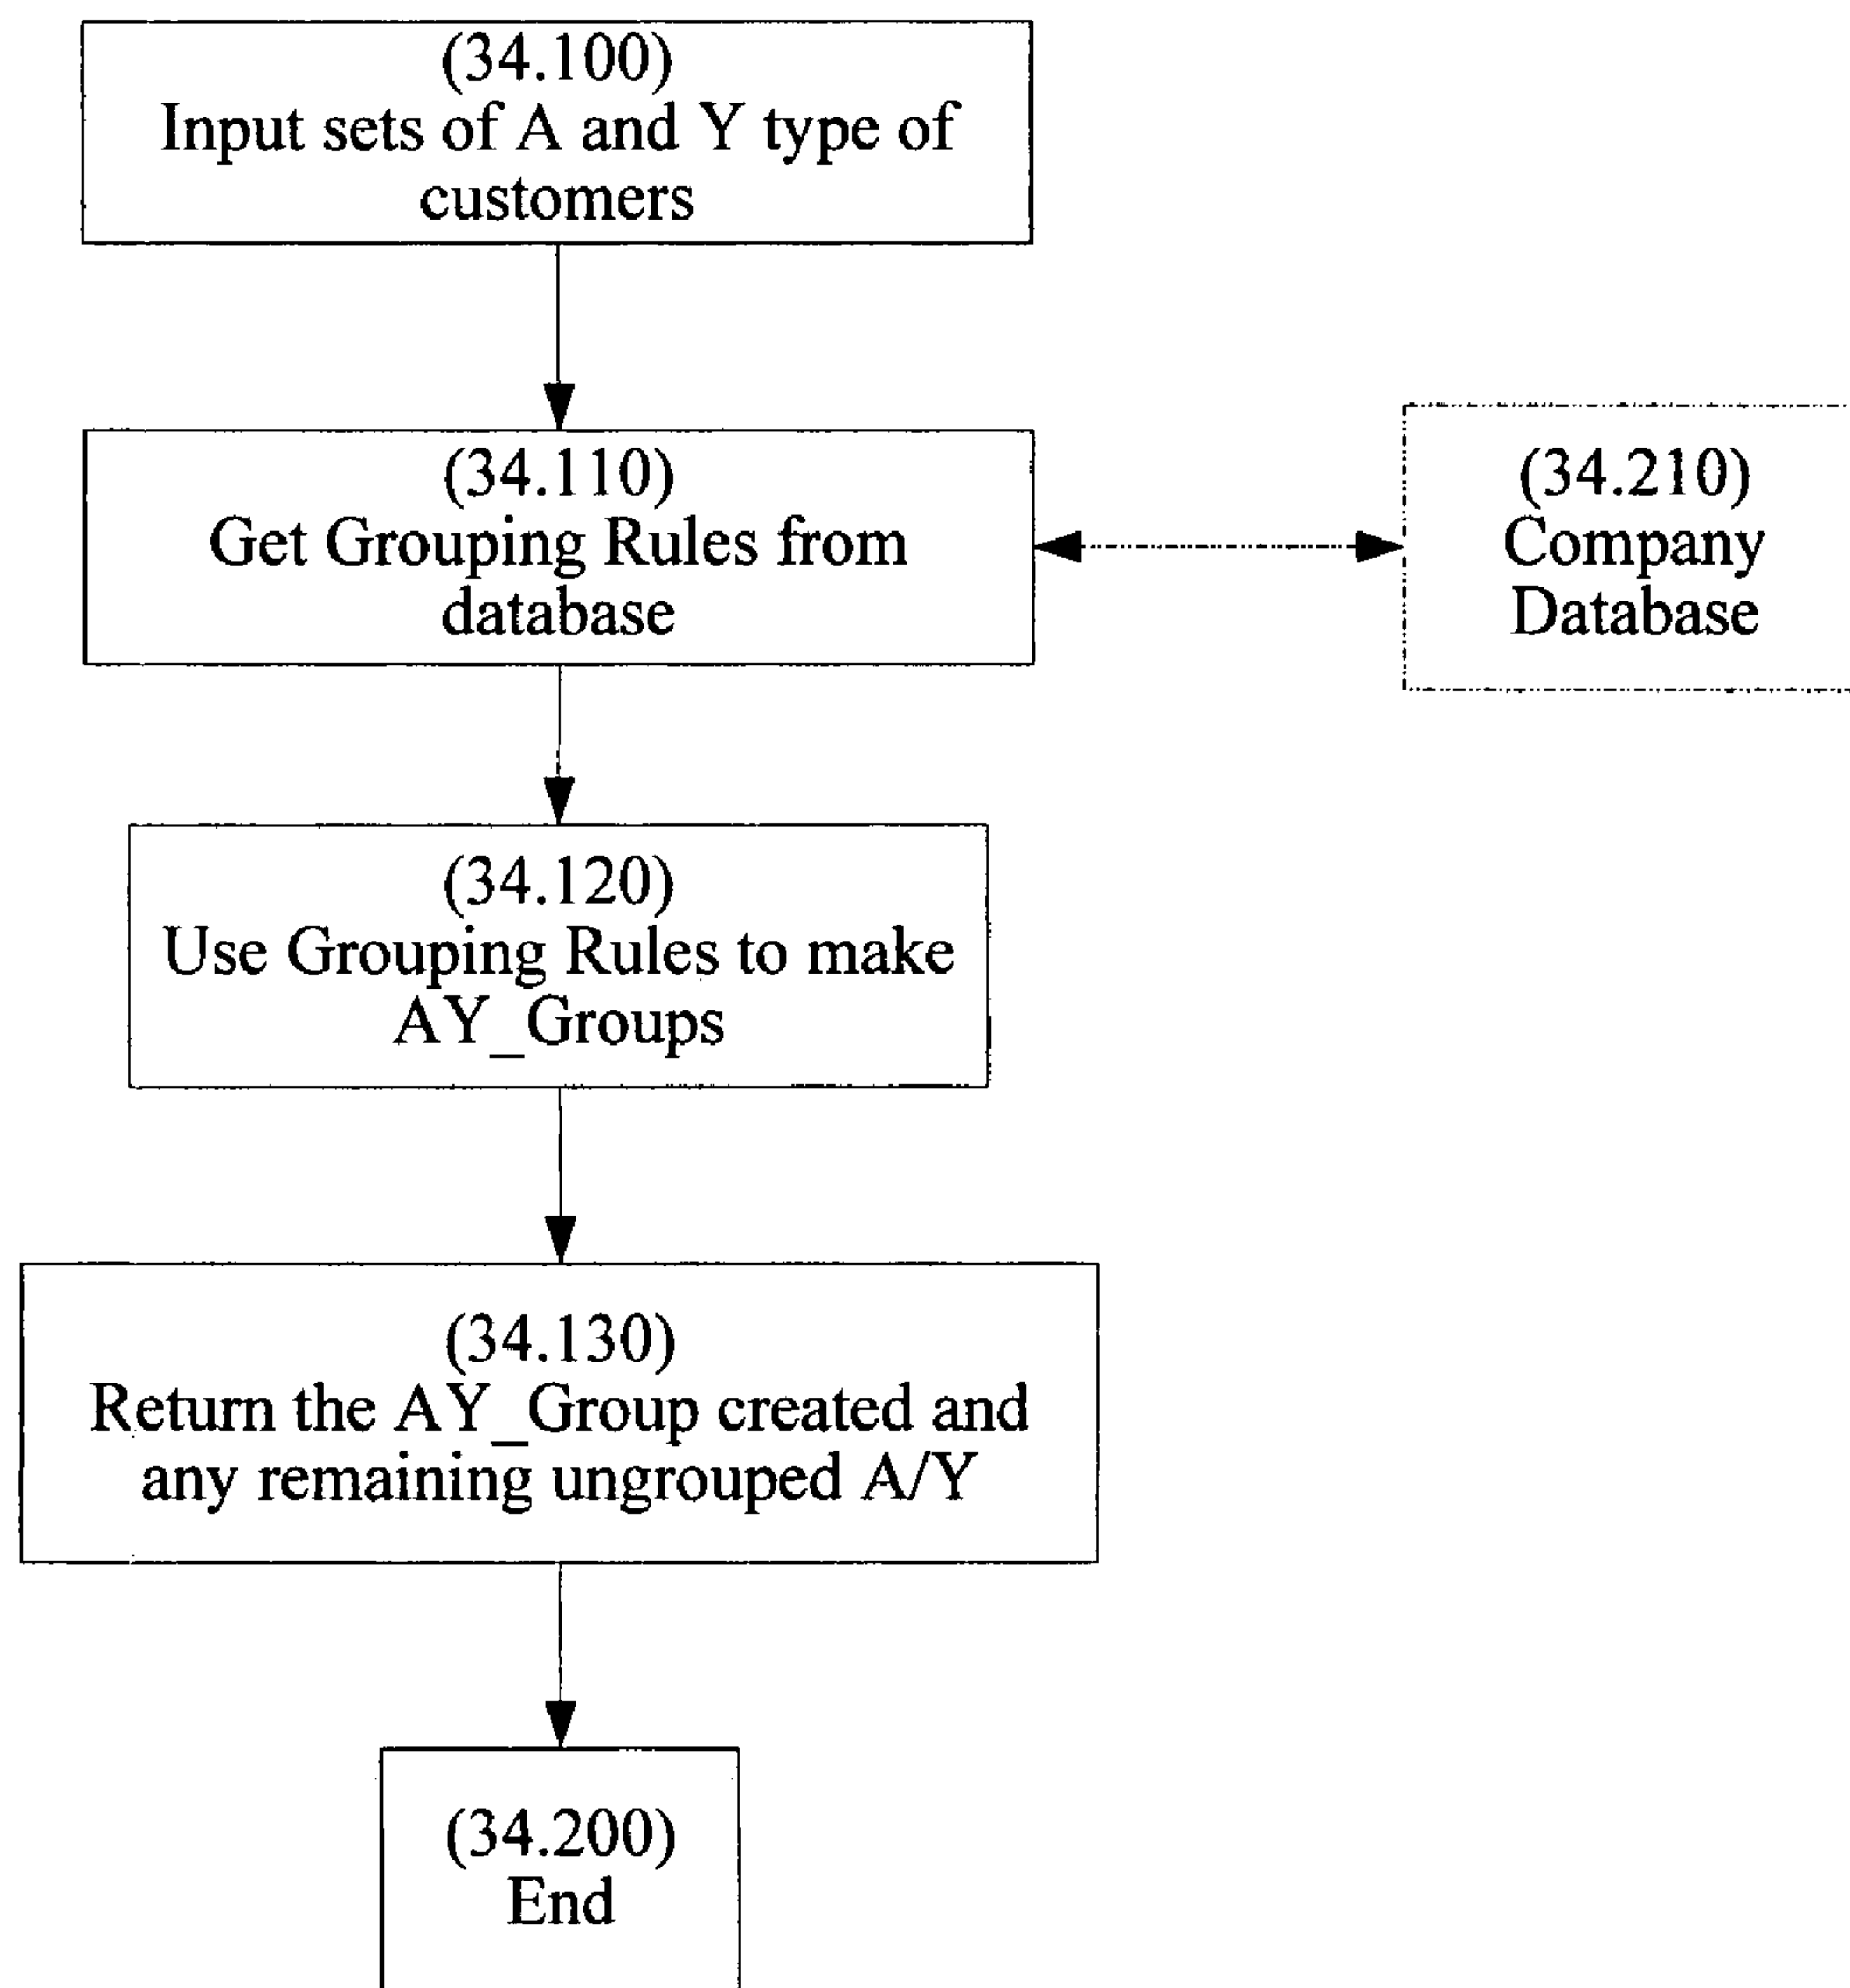 (34.100)
Input sets of A and Y type of
customers
(34.110)
Get Grouping Rules from
database
(34.210)
Company
Database
(34.120)
Use Grouping Rules to make
AY_Groups
(34.130)
Return the AY_Group created and
any remaining ungrouped A/Y
(34.200)
End